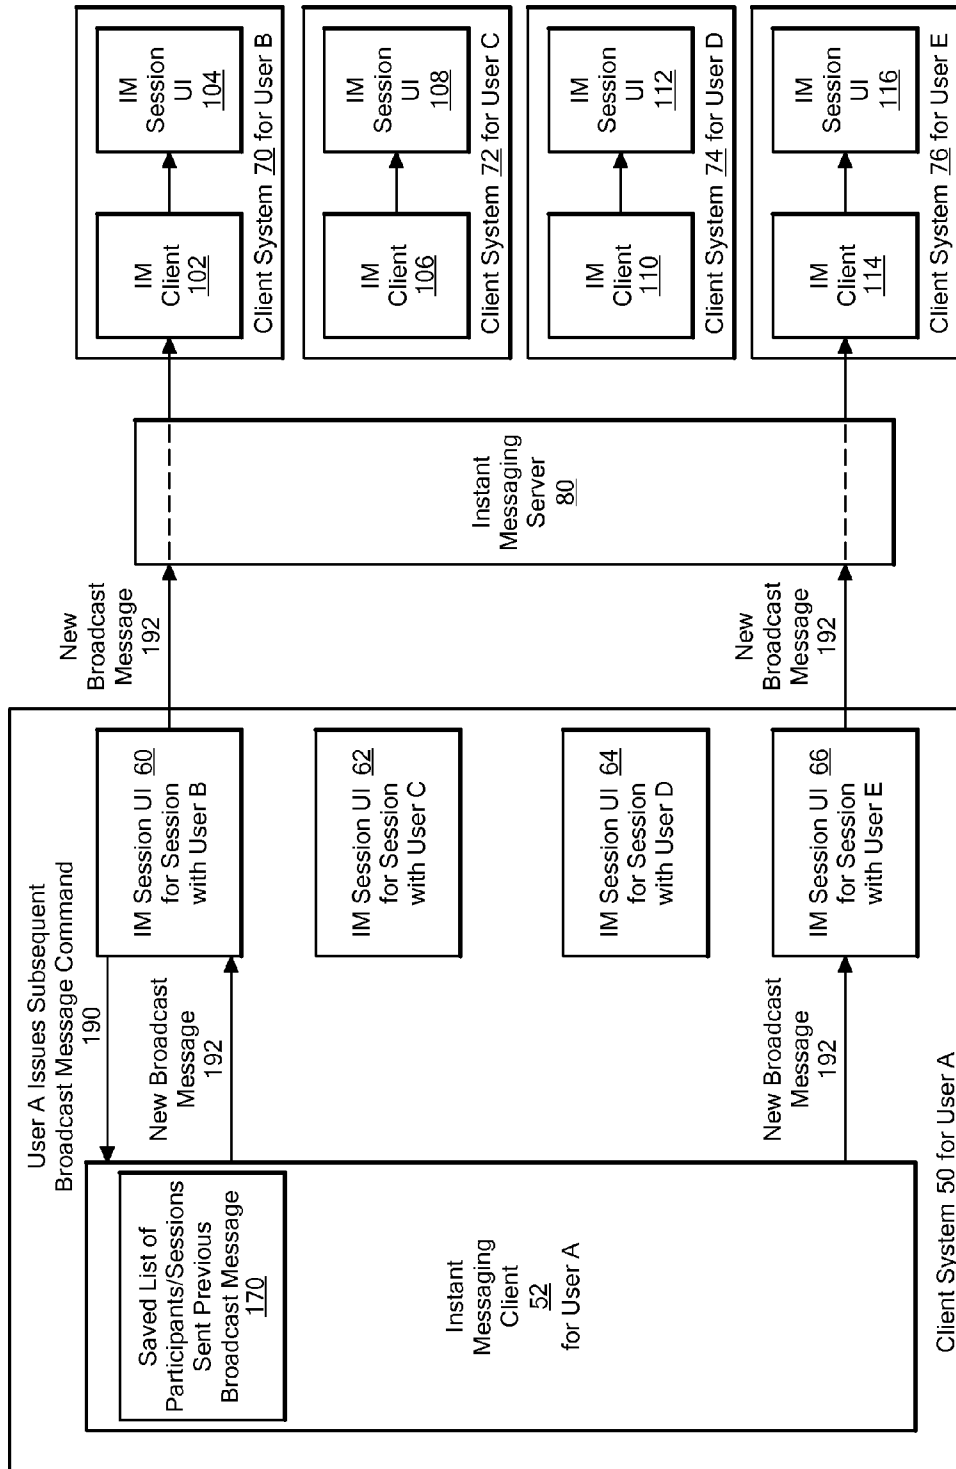 User A Issues Subsequent
Broadcast Message Command
190
Saved List of
Participants/Sessions
Sent Previous
Broadcast Message
170
Instant
Messaging
Client
52
for User A
New Broadcast
Message
192
New Broadcast
Message
192
IM Session UI 60
for Session
with User B
IM Session UI 62
for Session
with User C
IM Session UI 64
for Session
with User D
IM Session UI 66
for Session
with User E
Client System 50 for User A
New
Broadcast
Message
192
New
Broadcast
Message
192
Instant
Messaging
Server
80
IM
Client
102
IM
Session
UI
104
Client System 70 for User B
IM
Client
106
IM
Session
UI
108
Client System 72 for User C
IM
Client
110
IM
Session
UI
112
Client System 74 for User D
IM
Client
114
IM
Session
UI
116
Client System 76 for User E